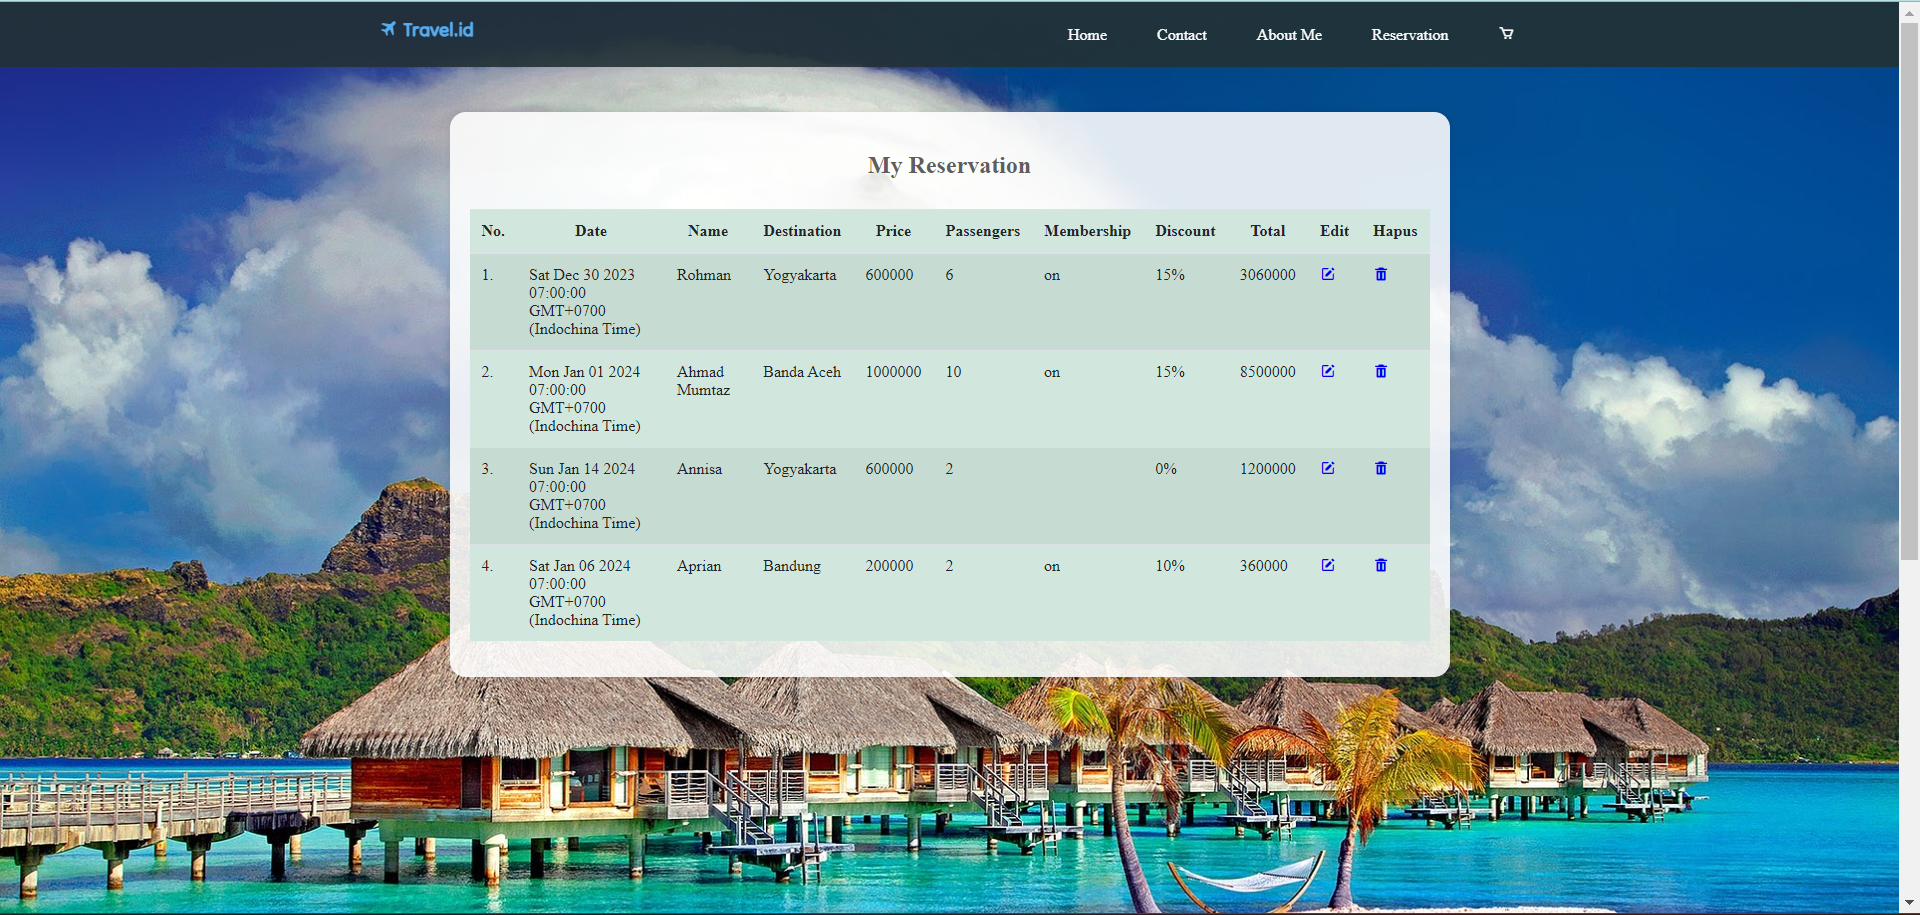 Travel.id
Home Contact About Me Reservation
My Reservation
No. Date Name Destination Price Passengers Membership Discount Total Edit Hapus
1. Sat Dec 30 2023 Rohman Yogyakarta 600000 6 on 15% 3060000
07:00:00
GMT+0700
(Indochina Time)
2. Mon Jan 01 2024 Ahmad Banda Aceh 1000000 10 on 15% 8500000
07:00:00 Mumtaz
GMT+0700
(Indochina Time)
3. Sun Jan 14 2024 Annisa Yogyakarta 600000 2 0% 1200000
07:00:00
GMT+0700
(Indochina Time)
4. Sat Jan 06 2024 Aprian Bandung 200000 2 on 10% 360000
07:00:00
GMT+0700
(Indochina Time)